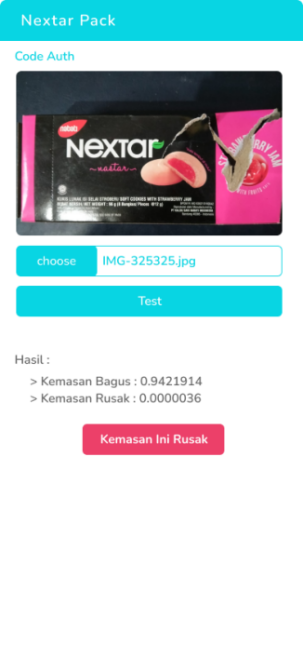 Nextar Pack
Code Auth
nabati
NEXTAR
nastar
STRAWBERRY JAM
choose IMG-325325.jpg
Test
Hasil :
> Kemasan Bagus : 0.9421914
> Kemasan Rusak : 0.0000036
Kemasan Ini Rusak